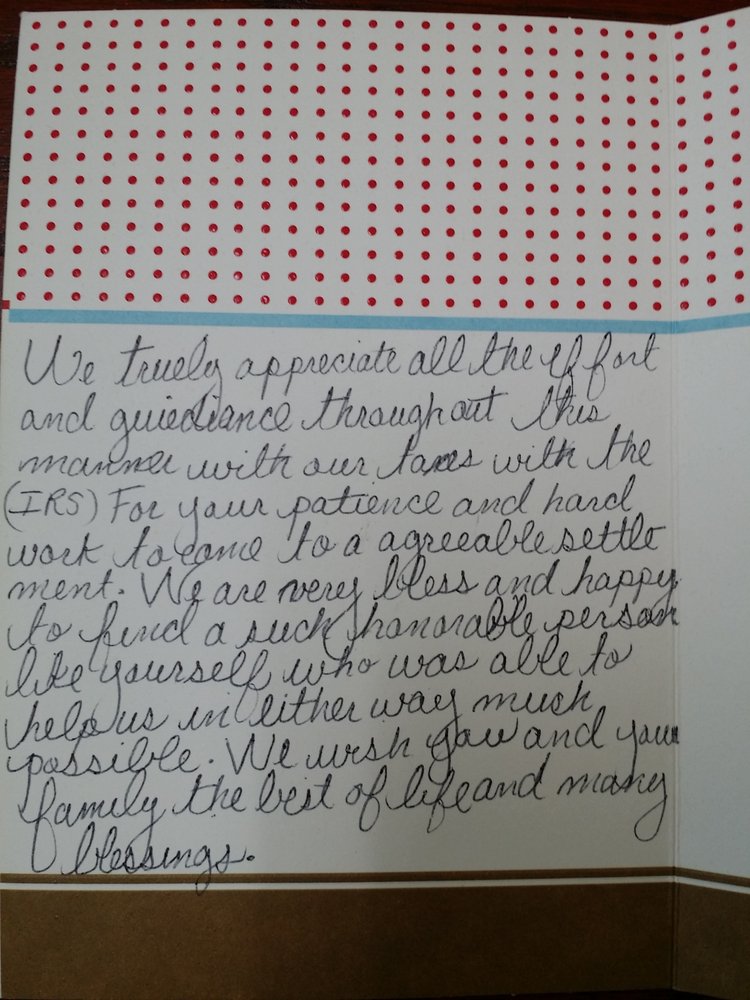 We truely appreciate all the effort
and guiediance throughout this
manner with our taxes with the
(IRS) For your patience and hard
work to come to a agreeable settle
ment. We are very bless and happy
to find a such honorable person
like yourself who was able to
help us in either way much
possible. We wish you and your
family the best of life and many
blessings.